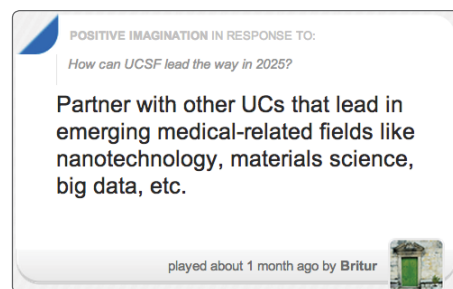 POSITIVE IMAGINATION IN RESPONSE TO:
How can UCSF lead the way in 2025?
Partner with other UCs that lead in
emerging medical-related fields like
nanotechnology, materials science,
big data, etc.
played about 1 month ago by Britur